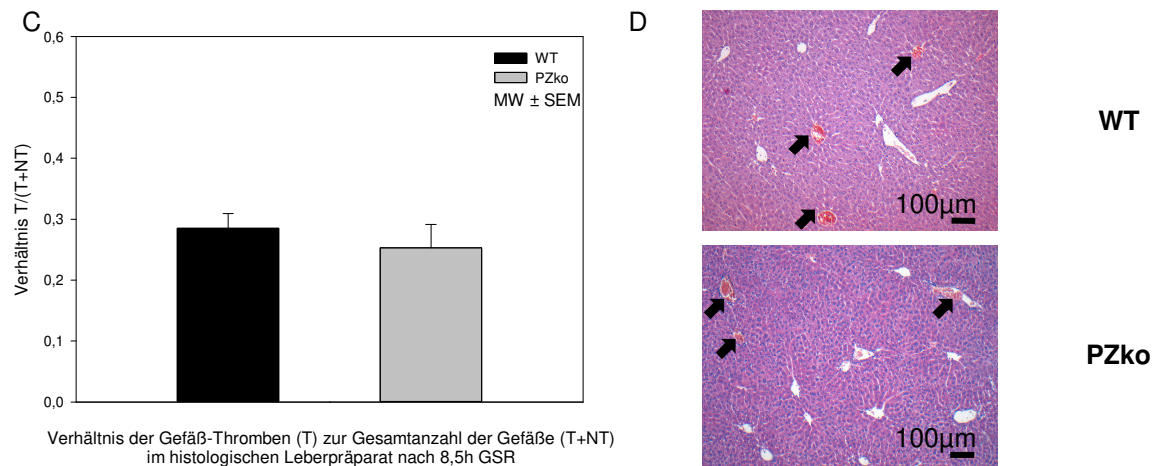 C
0,6
0,5
0,4
0,3
0,2
0,1
0,0
Verhältnis T/(T+NT)
WT
PZko
MW ± SEM
Verhältnis der Gefäß-Thromben (T) zur Gesamtanzahl der Gefäße (T+NT)
im histologischen Leberpräparat nach 8,5h GSR
D
100µm
WT
100µm
PZko